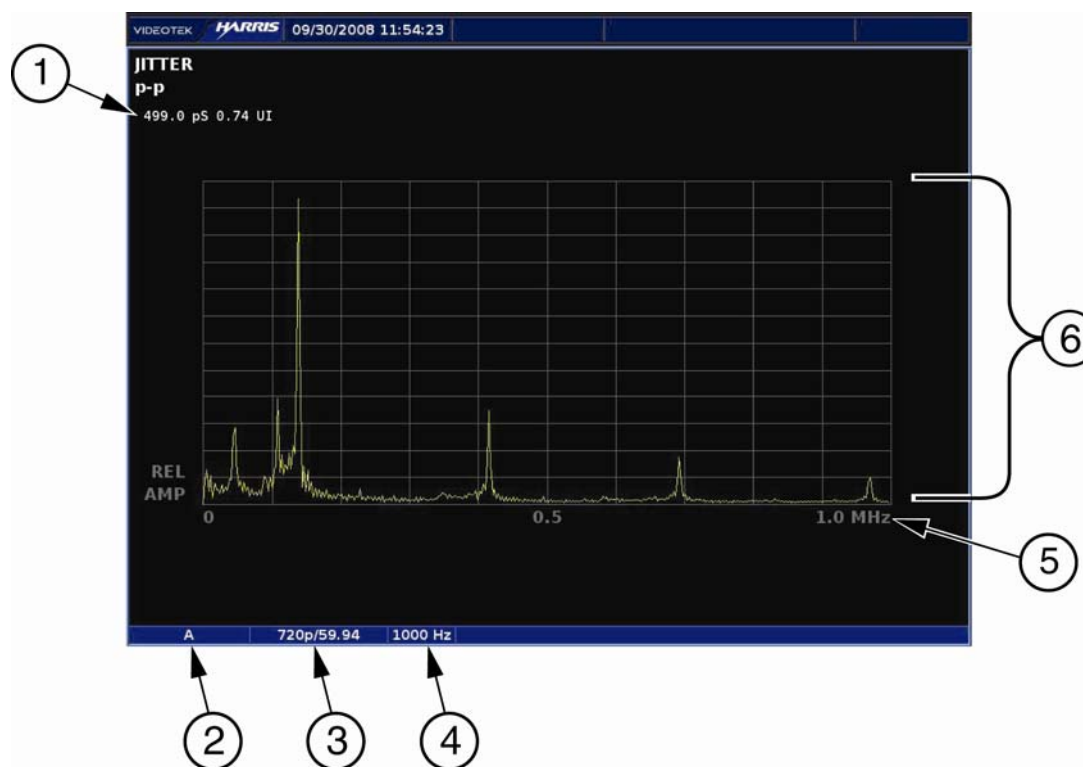 VIDEOTEK HARRIS 09/30/2008 11:54:23
1
JITTER
p-p
499.0 pS 0.74 UI
6
REL
AMP
0 0.5 1.0 MHz
5
A 720p/59.94 1000 Hz
2 3 4